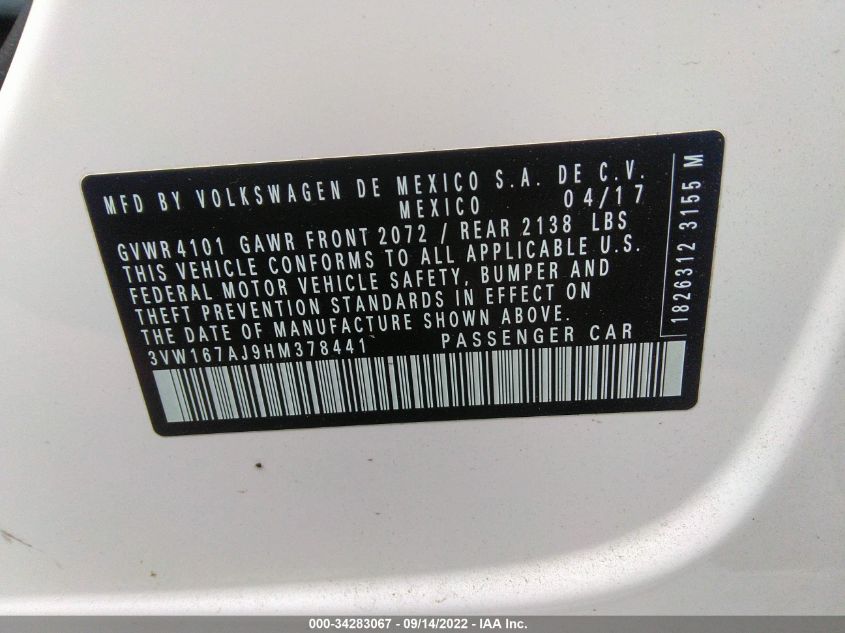 MFD BY VOLKSWAGEN DE MEXICO S.A. DE C.V.
MEXICO 04/17
GVWR 4101 GAWR FRONT 2072 / REAR 2138 LBS
THIS VEHICLE CONFORMS TO ALL APPLICABLE U.S.
FEDERAL MOTOR VEHICLE SAFETY, BUMPER AND
THEFT PREVENTION STANDARDS IN EFFECT ON
THE DATE OF MANUFACTURE SHOWN ABOVE.
3VW167AJ9HM378441 PASSENGER CAR
1826312 3155 M
000-34283067 - 09/14/2022 - IAA Inc.